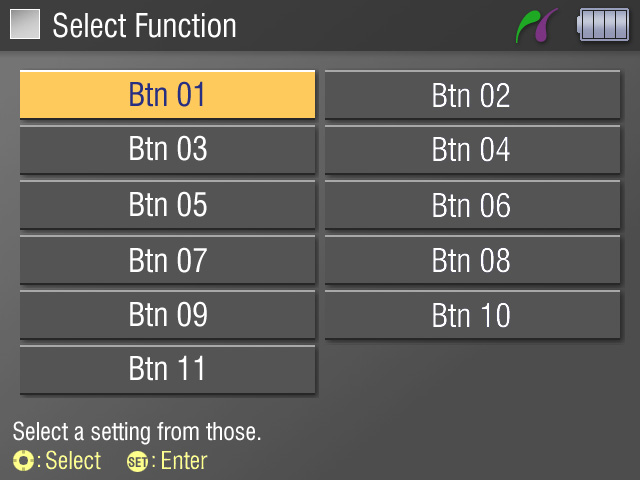 Select Function
Btn 01
Btn 02
Btn 03
Btn 04
Btn 05
Btn 06
Btn 07
Btn 08
Btn 09
Btn 10
Btn 11
Select a setting from those.
: Select SET : Enter